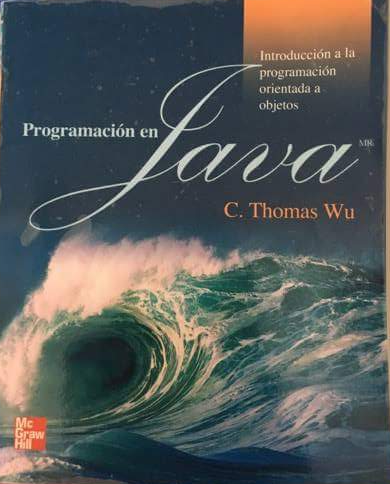 Introducción a la
programación
orientada a
objetos
Programación en
Java MR
C. Thomas Wu
Mc
Graw
Hill